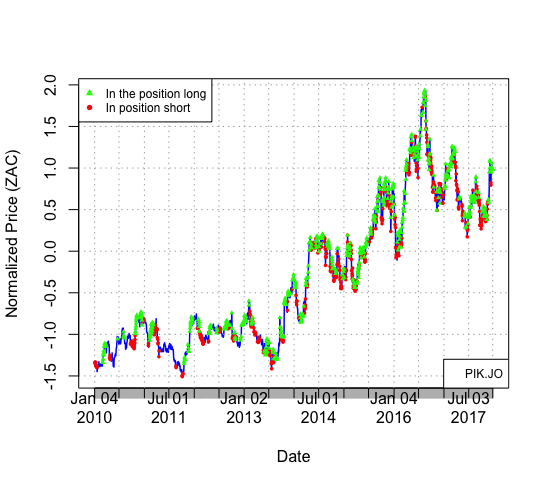 In the position long
In position short
Normalized Price (ZAC)
2.0
1.5
1.0
0.5
0.0
-0.5
-1.0
-1.5
PIK.JO
Jan 04 Jul 01 Jan 02 Jul 01 Jan 04 Jul 03
2010 2011 2013 2014 2016 2017
Date